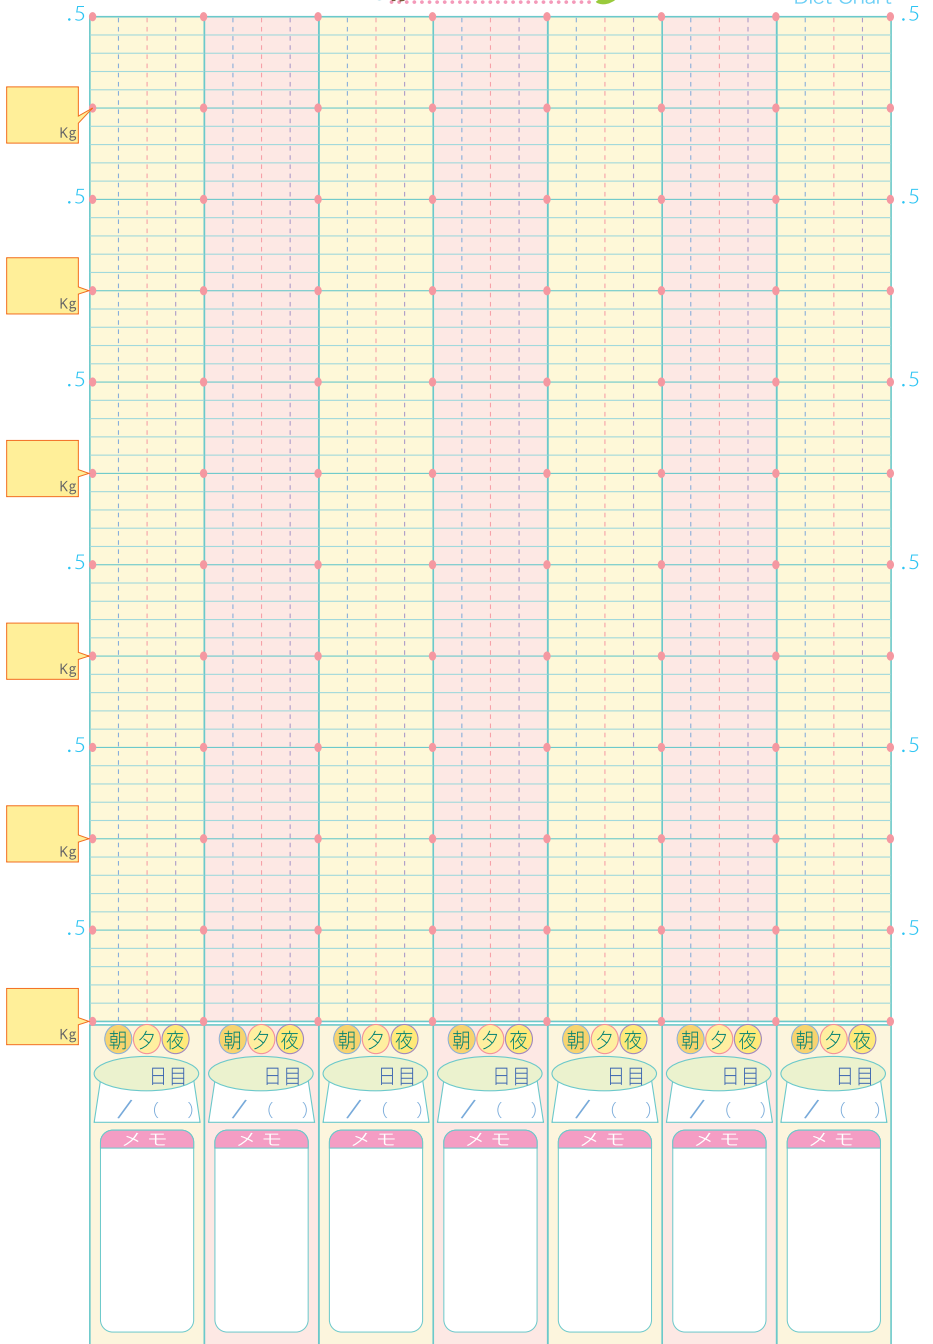 Diet Chart
.5 .5
Kg
.5 .5
Kg
.5 .5
Kg
.5 .5
Kg
.5 .5
Kg
.5 .5
Kg
朝 夕 夜 朝 夕 夜 朝 夕 夜 朝 夕 夜 朝 夕 夜 朝 夕 夜 朝 夕 夜
日目 日目 日目 日目 日目 日目 日目
/ ( ) / ( ) / ( ) / ( ) / ( ) / ( ) / ( )
メモ メモ メモ メモ メモ メモ メモ